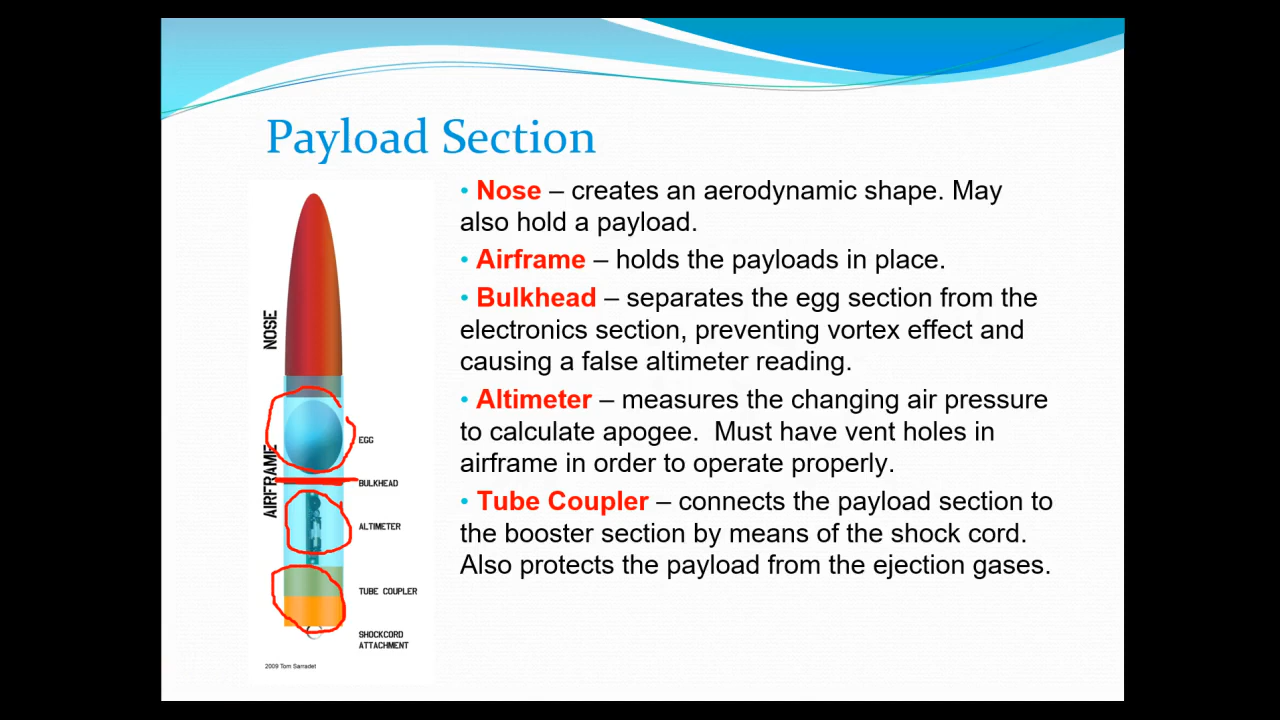 Payload Section
• Nose – creates an aerodynamic shape. May
also hold a payload.
• Airframe – holds the payloads in place.
• Bulkhead – separates the egg section from the
electronics section, preventing vortex effect and
causing a false altimeter reading.
• Altimeter – measures the changing air pressure
to calculate apogee. Must have vent holes in
airframe in order to operate properly.
• Tube Coupler – connects the payload section to
the booster section by means of the shock cord.
Also protects the payload from the ejection gases.
NOSE
AIRFRAME
EGG
BULKHEAD
ALTIMETER
TUBE COUPLER
SHOCKCORD
ATTACHMENT
2009 Tom Sarradet